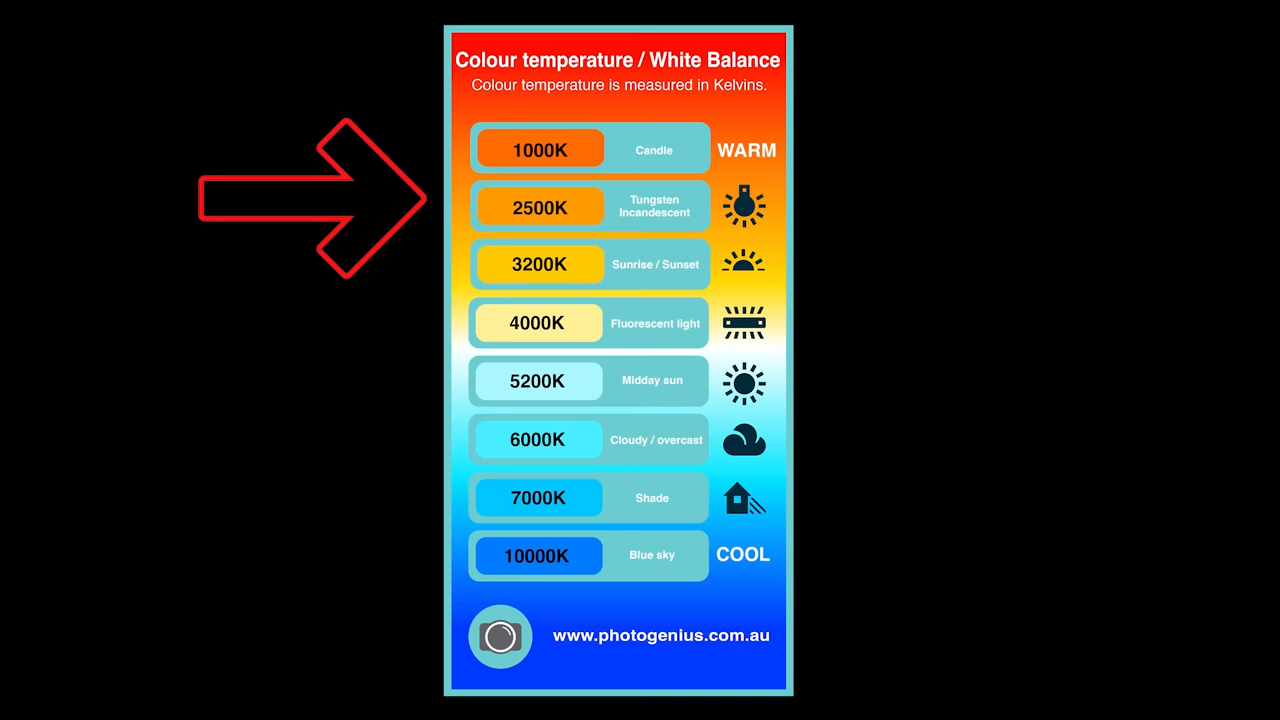 Colour temperature / White Balance
Colour temperature is measured in Kelvins.
1000K Candle WARM
2500K Tungsten Incandescent
3200K Sunrise / Sunset
4000K Fluorescent light
5200K Midday sun
6000K Cloudy / overcast
7000K Shade
10000K Blue sky COOL
www.photogenius.com.au